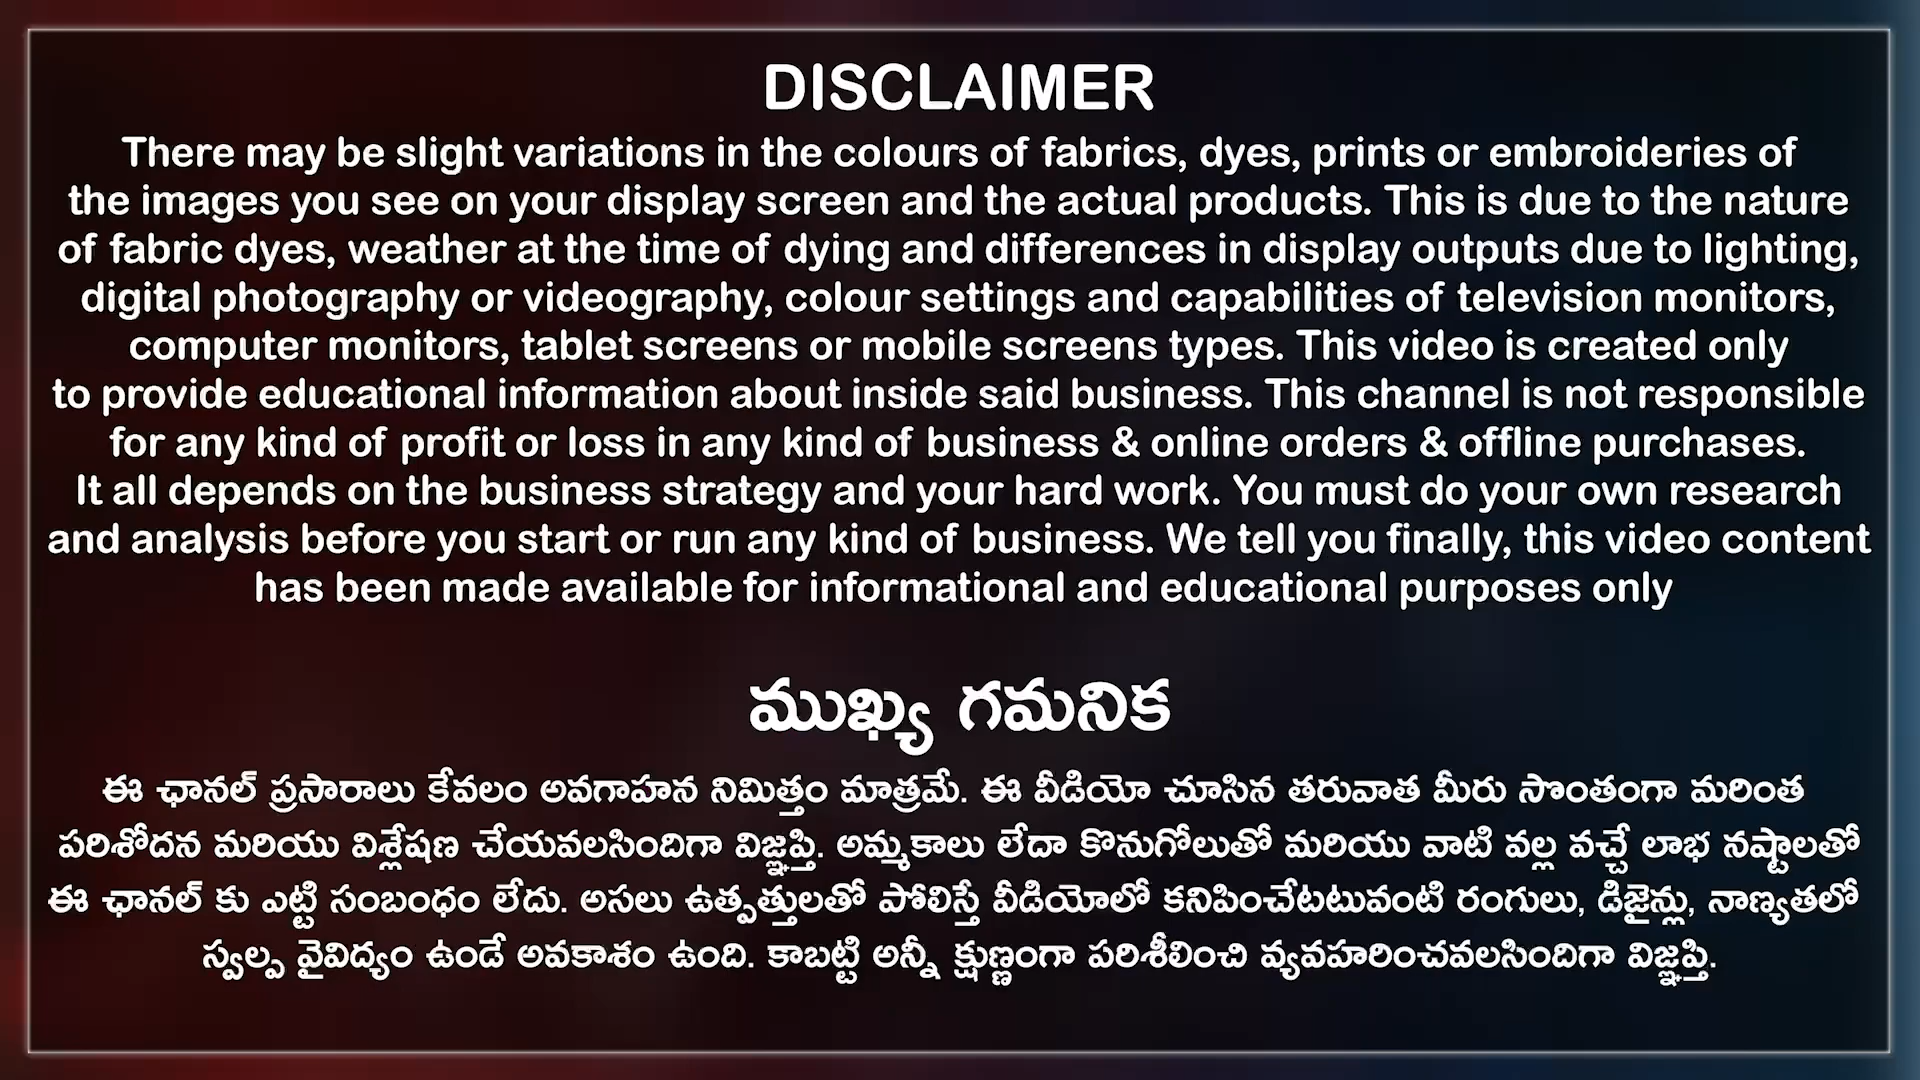 DISCLAIMER
There may be slight variations in the colours of fabrics, dyes, prints or embroideries of
the images you see on your display screen and the actual products. This is due to the nature
of fabric dyes, weather at the time of dying and differences in display outputs due to lighting,
digital photography or videography, colour settings and capabilities of television monitors,
computer monitors, tablet screens or mobile screens types. This video is created only
to provide educational information about inside said business. This channel is not responsible
for any kind of profit or loss in any kind of business & online orders & offline purchases.
It all depends on the business strategy and your hard work. You must do your own research
and analysis before you start or run any kind of business. We tell you finally, this video content
has been made available for informational and educational purposes only
ముఖ్య గమనిక
ఈ ఛానల్ ప్రసారాలు కేవలం అవగాహన నిమిత్తం మాత్రమే. ఈ వీడియో చూసిన తరువాత మీరు సొంతంగా మరింత
పరిశోదన మరియు విశ్లేషణ చేయవలసిందిగా విజ్ఞప్తి. అమ్మకాలు లేదా కొనుగోలుతో మరియు వాటి వల్ల వచ్చే లాభ నష్టాలతో
ఈ ఛానల్ కు ఎట్టి సంబంధం లేదు. అసలు ఉత్పత్తులతో పోలిస్తే వీడియోలో కనిపించేటటువంటి రంగులు, డిజైన్లు, నాణ్యతలో
స్వల్ప వైవిద్యం ఉండే అవకాశం ఉంది. కాబట్టి అన్నీ క్షుణ్ణంగా పరిశీలించి వ్యవహరించవలసిందిగా విజ్ఞప్తి.